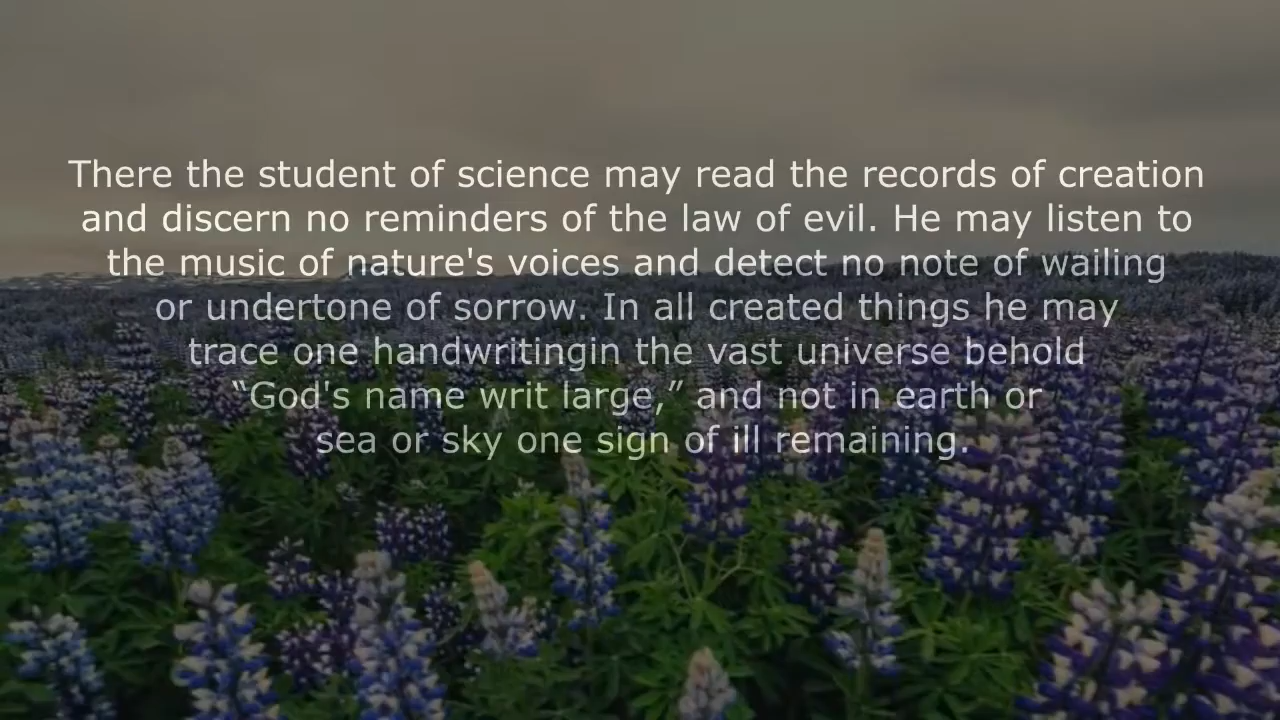 There the student of science may read the records of creation
and discern no reminders of the law of evil. He may listen to
the music of nature's voices and detect no note of wailing
or undertone of sorrow. In all created things he may
trace one handwritingin the vast universe behold
“God's name writ large,” and not in earth or
sea or sky one sign of ill remaining.